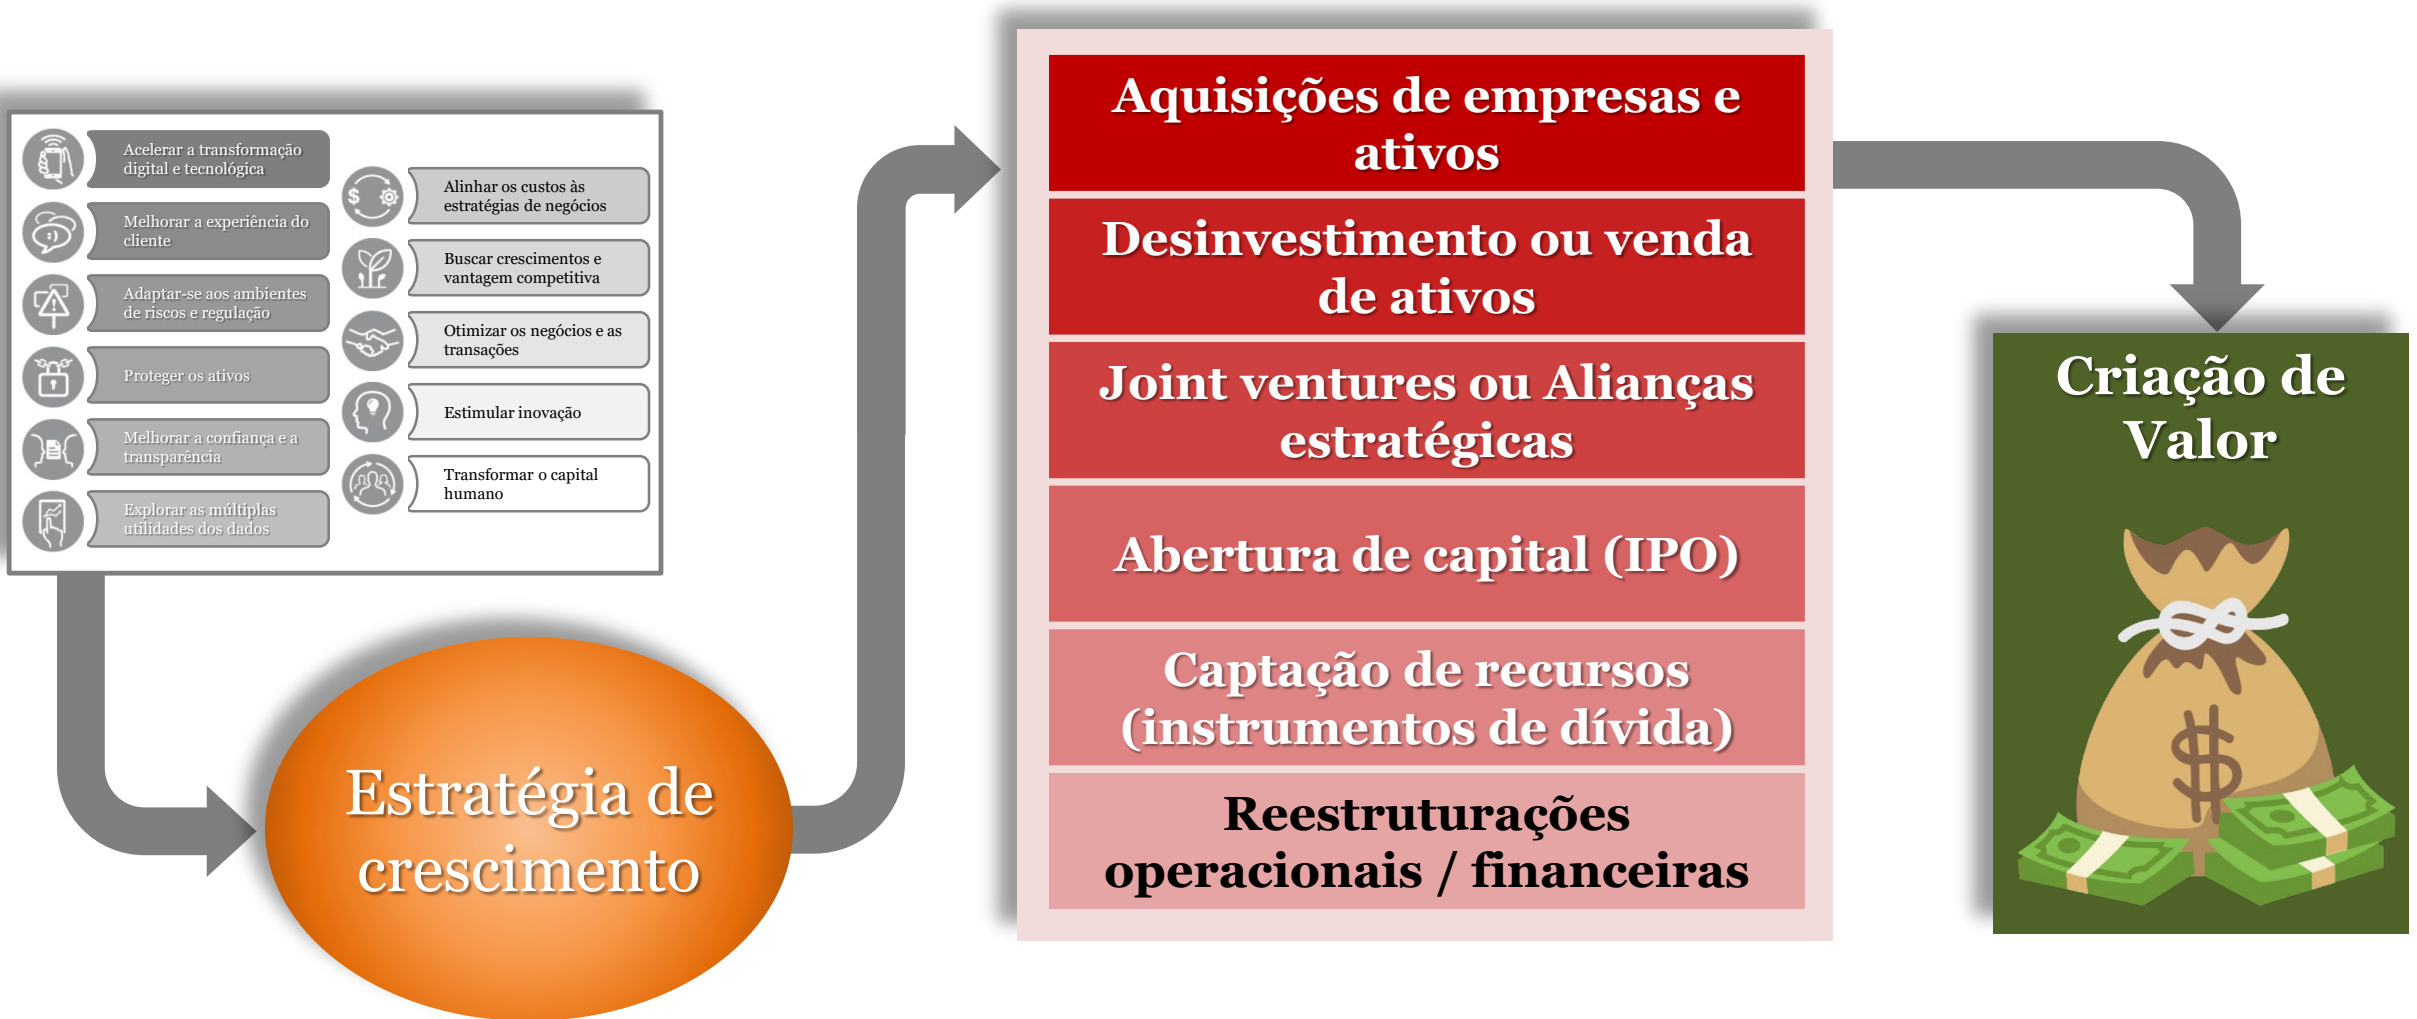 Acelerar a transformação
digital e tecnológica
Melhorar a experiência do
cliente
Adaptar-se aos ambientes
de riscos e regulação
Proteger os ativos
Melhorar a confiança e a
transparência
Explorar as múltiplas
utilidades dos dados
Alinhar os custos às
estratégias de negócios
Buscar crescimentos e
vantagem competitiva
Otimizar os negócios e as
transações
Estimular inovação
Transformar o capital
humano
Estratégia de
crescimento
Aquisições de empresas e
ativos
Desinvestimento ou venda
de ativos
Joint ventures ou Alianças
estratégicas
Abertura de capital (IPO)
Captação de recursos
(instrumentos de dívida)
Reestruturações
operacionais / financeiras
Criação de
Valor